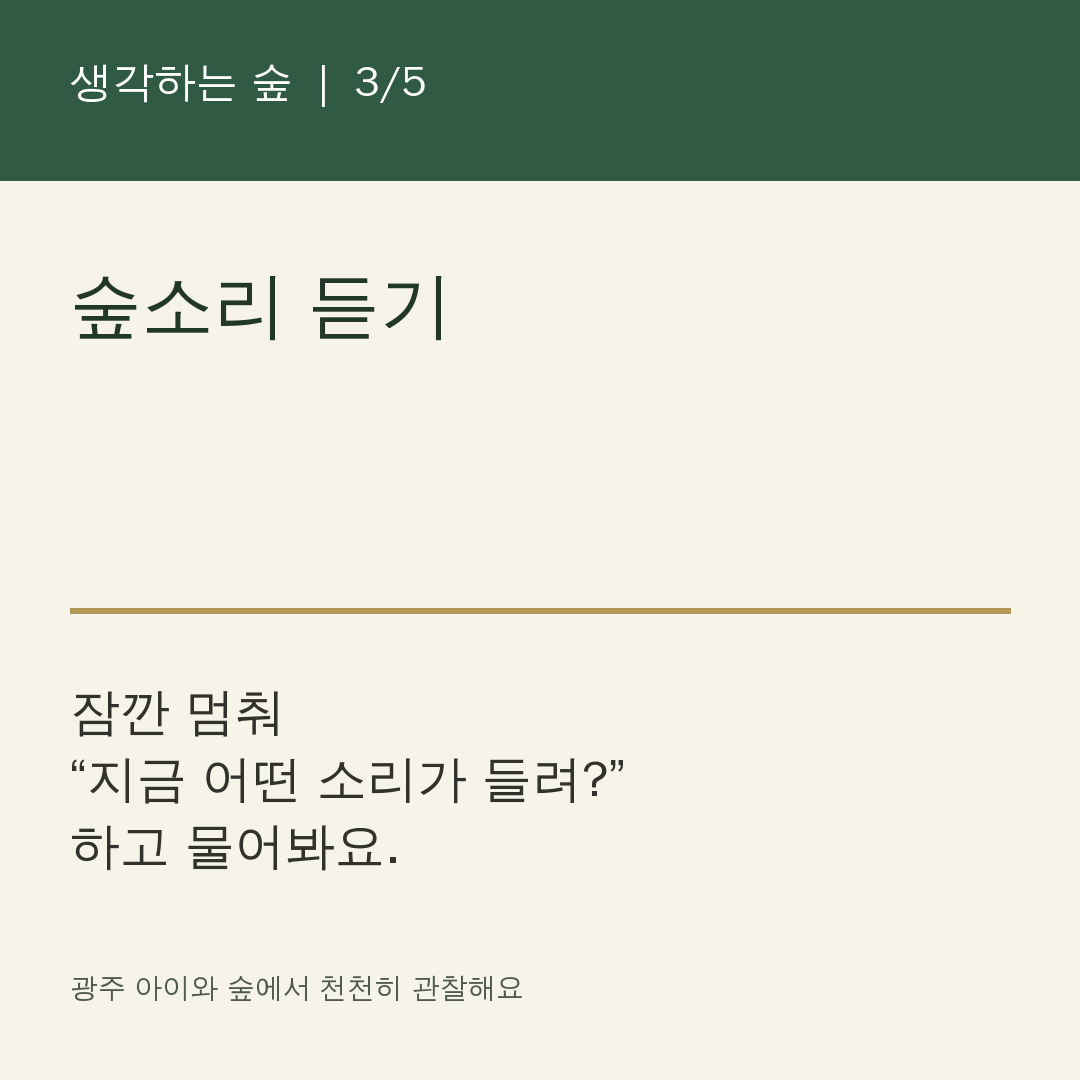 생각하는 숲 | 3/5
숲소리 듣기
잠깐 멈춰
“지금 어떤 소리가 들려?”
하고 물어봐요.
광주 아이와 숲에서 천천히 관찰해요